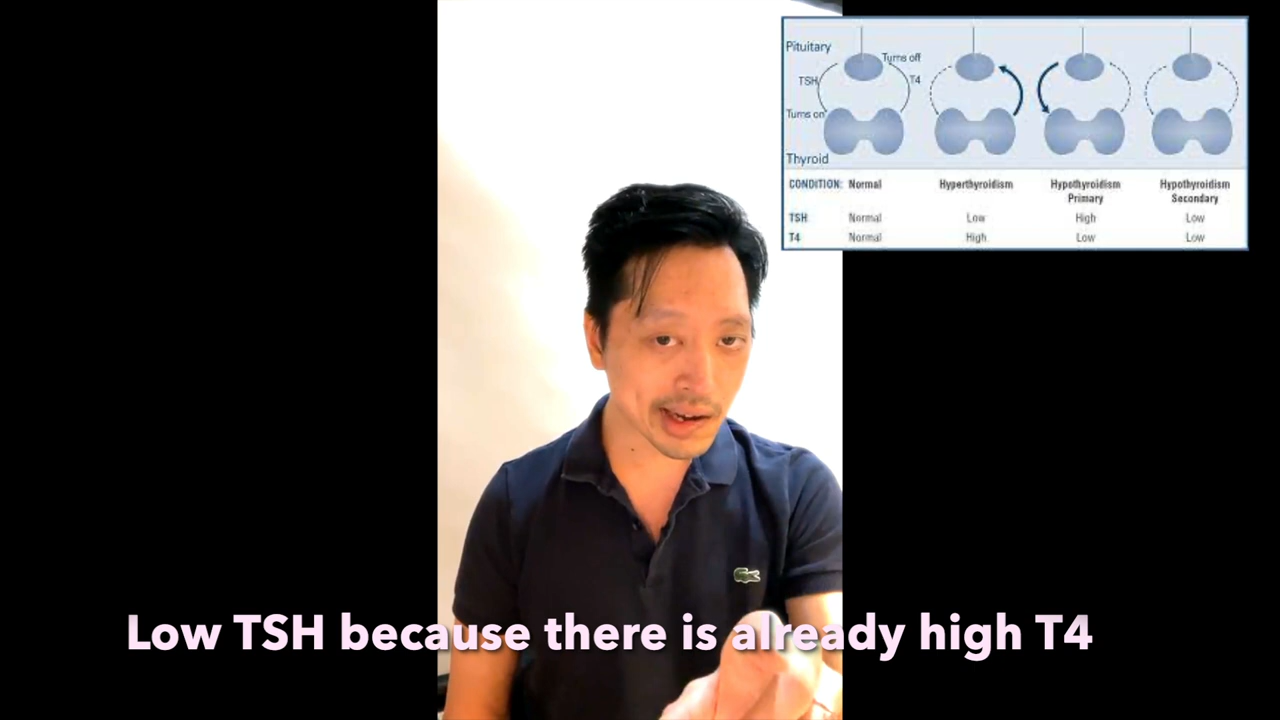 Pituitary
Turns off
TSH
T4
Turns on
Thyroid
CONDITION: Normal Hyperthyroidism Hypothyroidism Primary Hypothyroidism Secondary
TSH Normal Low High Low
T4 Normal High Low Low
Low TSH because there is already high T4